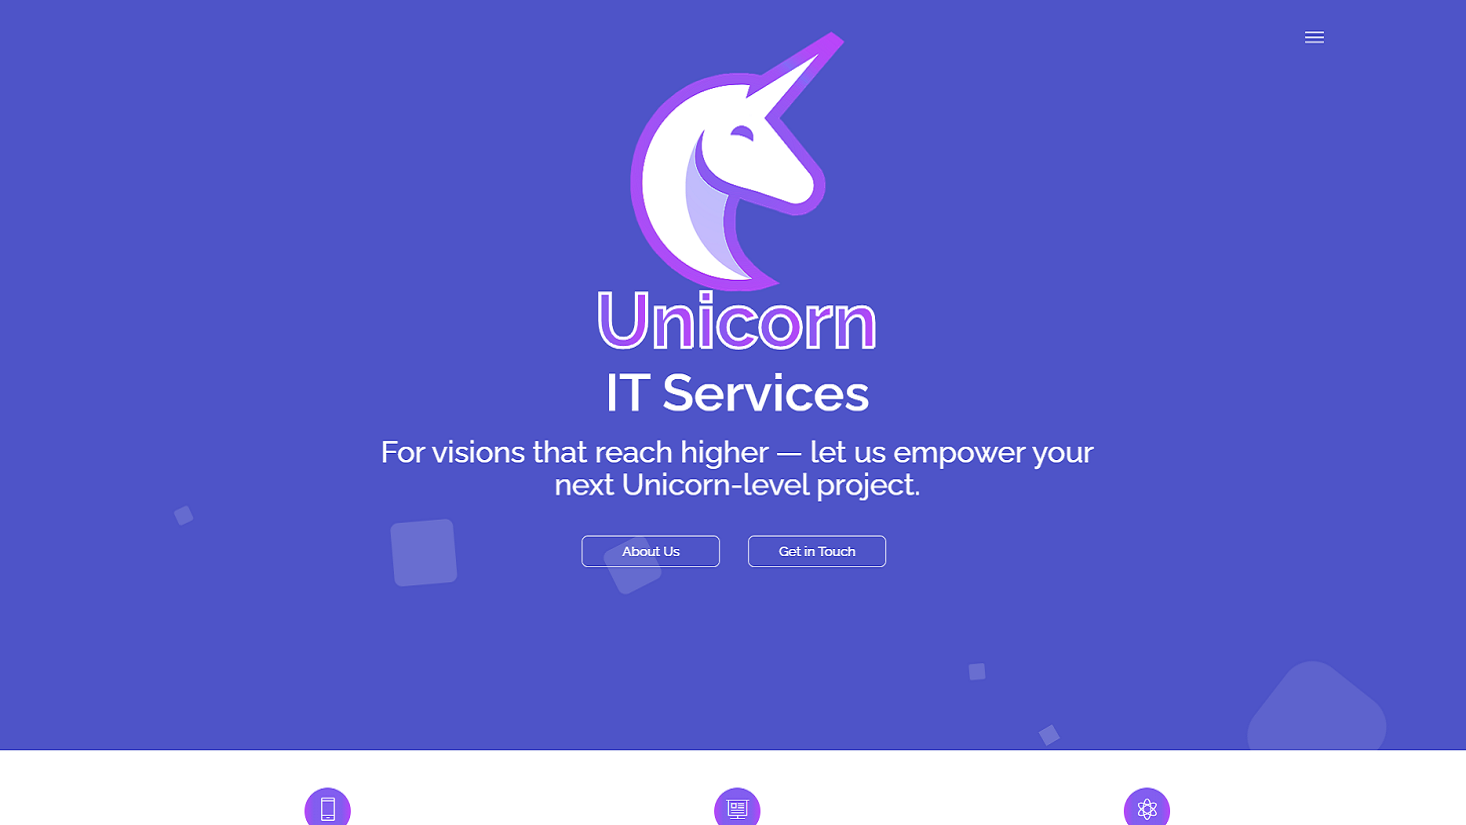 Unicorn
IT Services
For visions that reach higher — let us empower your
next Unicorn-level project.
About Us
Get in Touch